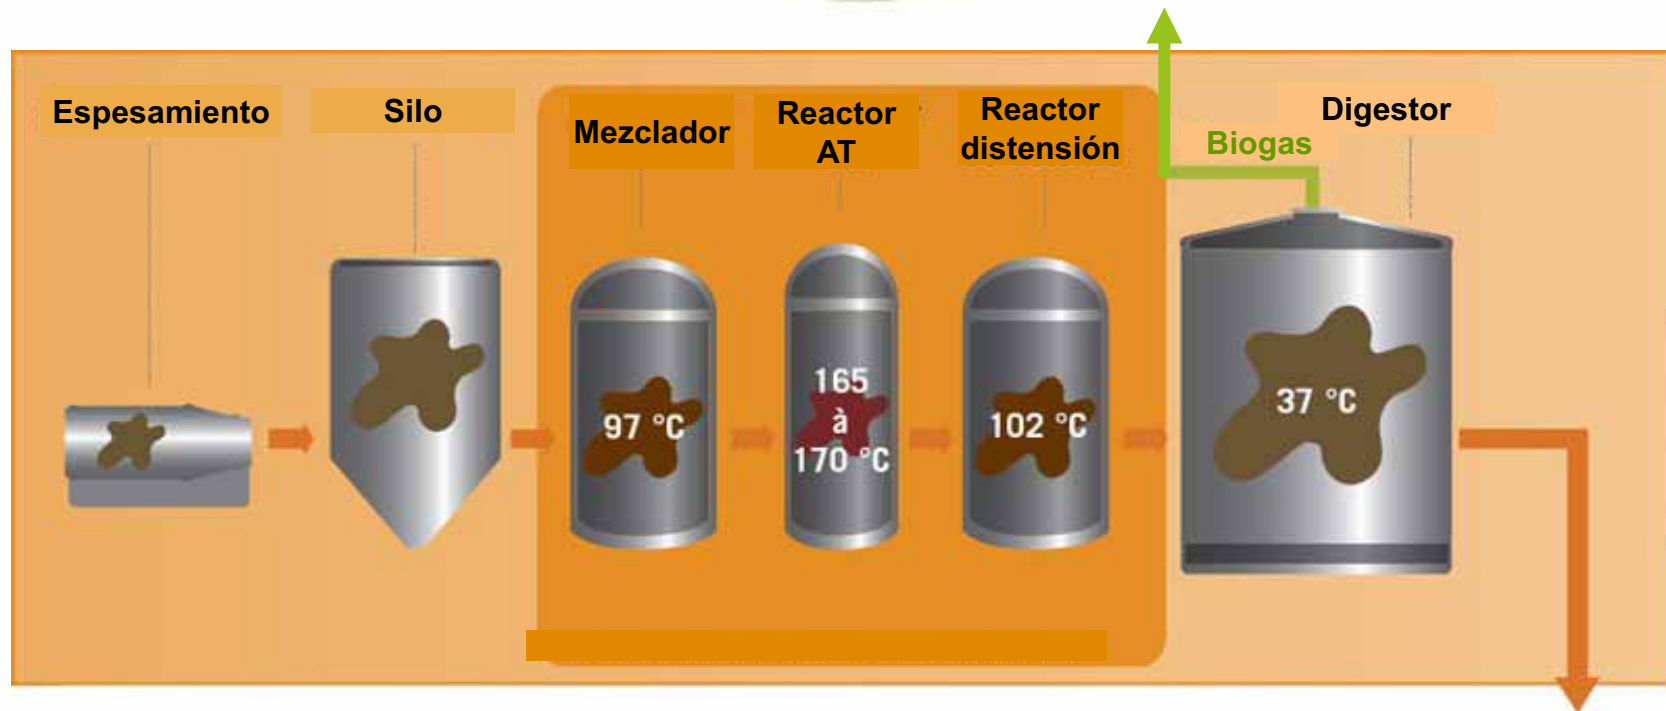 Espesamiento
Silo
Mezclador
Reactor
AT
Reactor
distensión
Digestor
Biogas
97 °C
165
à
170 °C
102 °C
37 °C